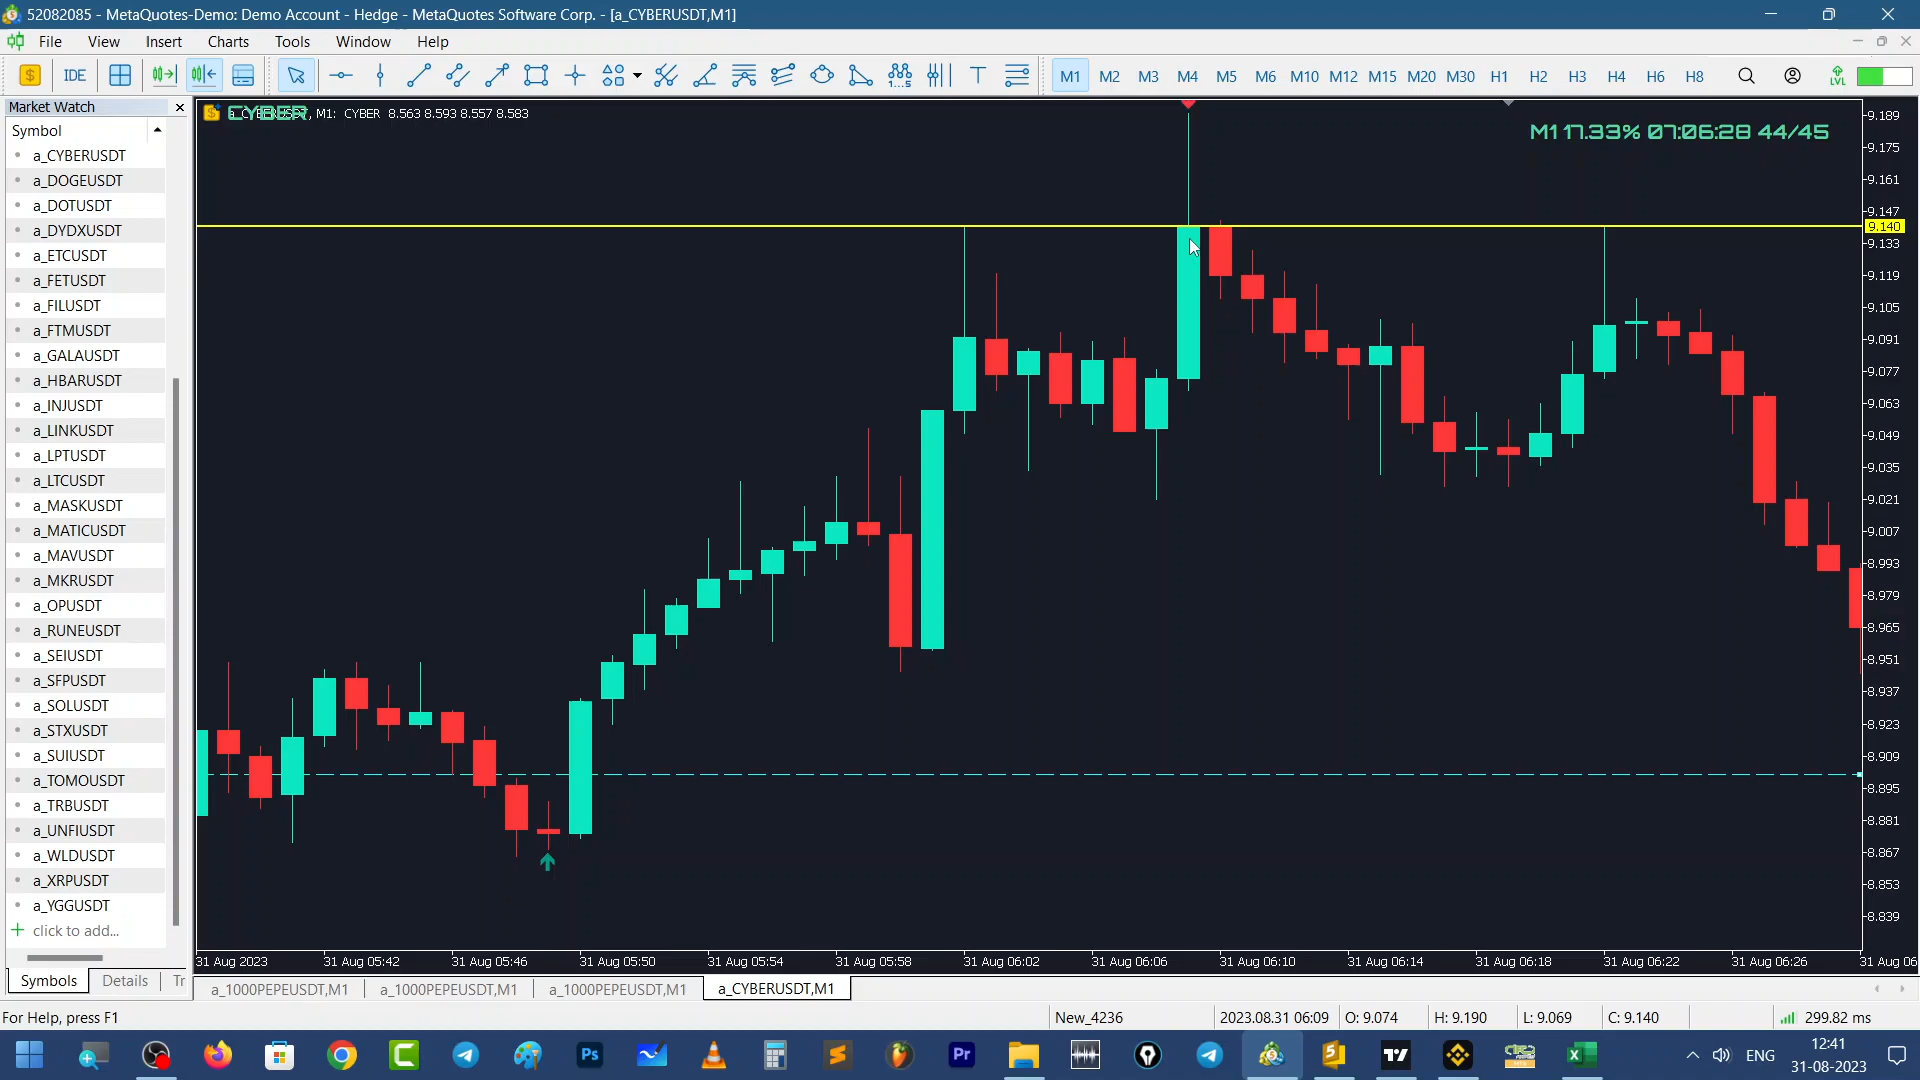 52082085 - MetaQuotes-Demo: Demo Account - Hedge - MetaQuotes Software Corp. - [a_CYBERUSDT,M1]
File View Insert Charts Tools Window Help
$ IDE 1...5 T M1 M2 M3 M4 M5 M6 M10 M12 M15 M20 M30 H1 H2 H3 H4 H6 H8 LVL
Market Watch
Symbol
a_CYBERUSDT
a_DOGEUSDT
a_DOTUSDT
a_DYDXUSDT
a_ETCUSDT
a_FETUSDT
a_FILUSDT
a_FTMUSDT
a_GALAUSDT
a_HBARUSDT
a_INJUSDT
a_LINKUSDT
a_LPTUSDT
a_LTCUSDT
a_MASKUSDT
a_MATICUSDT
a_MAVUSDT
a_MKRUSDT
a_OPUSDT
a_RUNEUSDT
a_SEIUSDT
a_SFPUSDT
a_SOLUSDT
a_STXUSDT
a_SUIUSDT
a_TOMOUSDT
a_TRBUSDT
a_UNFIUSDT
a_WLDUSDT
a_XRPUSDT
a_YGGUSDT
click to add...
Symbols Details Tr
CYBER
a_CYBERUSDT, M1: CYBER 8.563 8.593 8.557 8.583
M1 17.33% 07:06:28 44/45
9.189
9.175
9.161
9.147
9.140
9.133
9.119
9.105
9.091
9.077
9.063
9.049
9.035
9.021
9.007
8.993
8.979
8.965
8.951
8.937
8.923
8.909
8.895
8.881
8.867
8.853
8.839
31 Aug 2023 31 Aug 05:42 31 Aug 05:46 31 Aug 05:50 31 Aug 05:54 31 Aug 05:58 31 Aug 06:02 31 Aug 06:06 31 Aug 06:10 31 Aug 06:14 31 Aug 06:18 31 Aug 06:22 31 Aug 06:26 31 Aug 06
a_1000PEPEUSDT,M1 a_1000PEPEUSDT,M1 a_1000PEPEUSDT,M1 a_CYBERUSDT,M1
For Help, press F1 New_4236 2023.08.31 06:09 O: 9.074 H: 9.190 L: 9.069 C: 9.140 299.82 ms
Ps Pr 5 ENG 12:41
31-08-2023